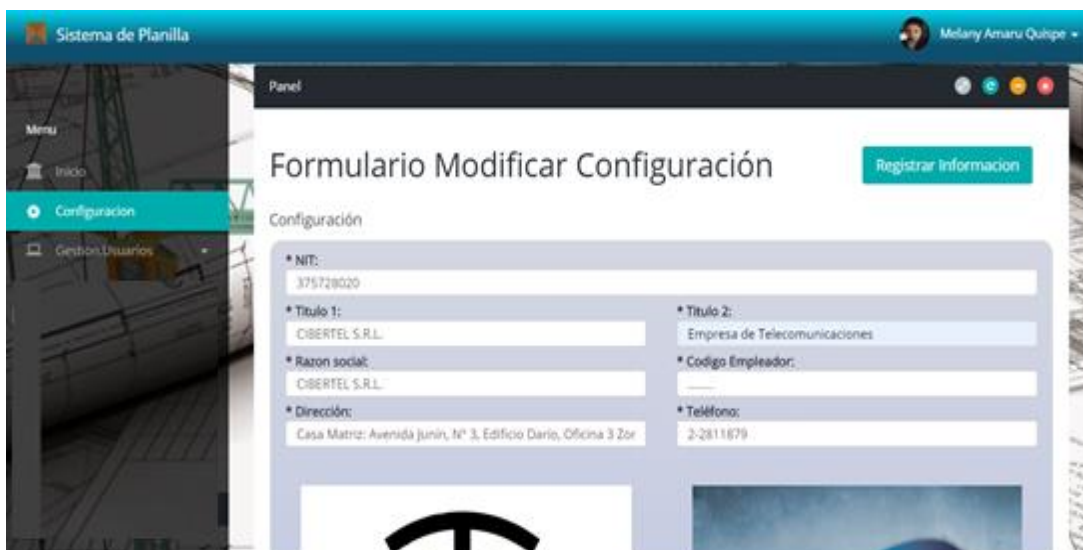 Sistema de Planilla
Melany Amaru Quispe
Panel
Menu
Inicio
Formulario Modificar Configuración
Registrar Informacion
Configuracion
Configuración
Gestion Usuarios
* NIT:
375728020
* Titulo 1:
* Titulo 2:
CIBERTEL S.R.L.
Empresa de Telecomunicaciones
* Razon social:
* Codigo Empleador:
CIBERTEL S.R.L.
* Dirección:
* Teléfono:
Casa Matriz: Avenida Junin, N° 3, Edificio Dario, Oficina 3 Zor
2-2811879